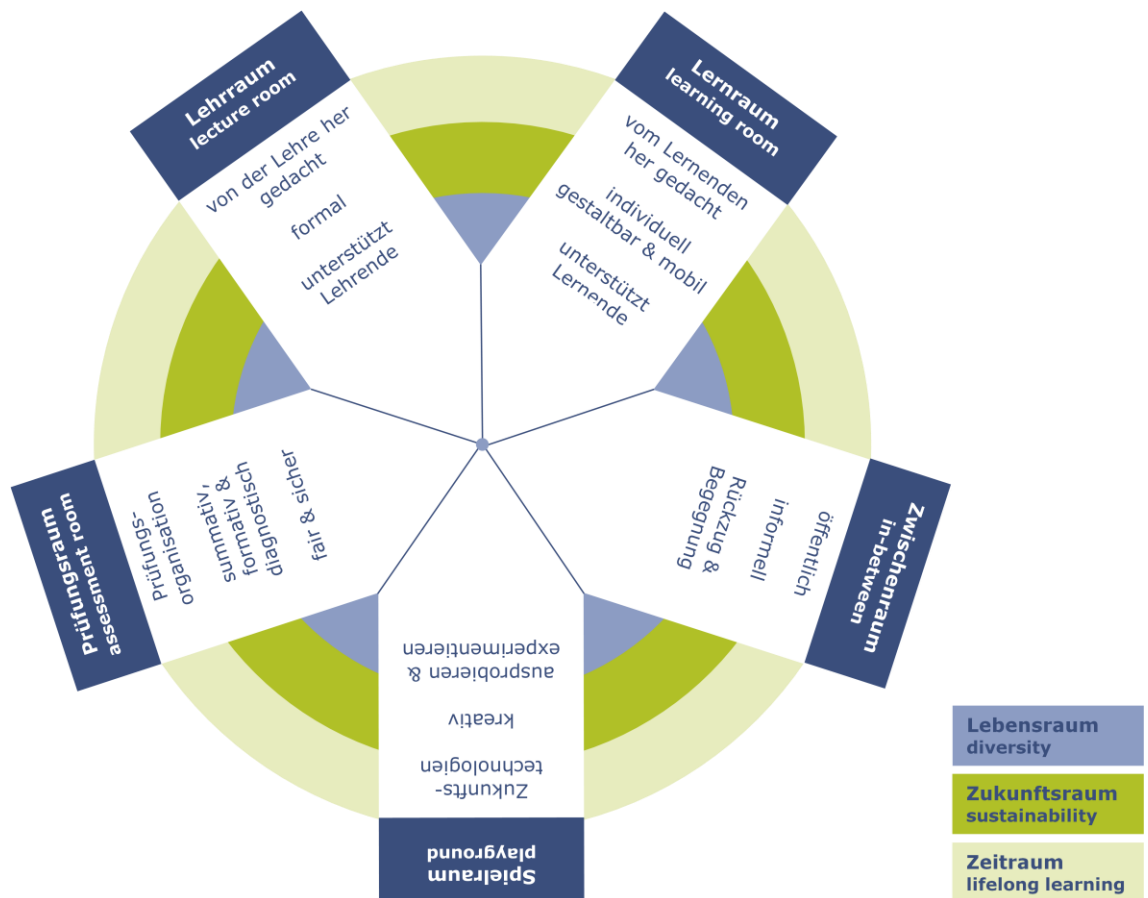 Lehrraum
lecture room
von der Lehre her
gedacht
formal
unterstützt
Lehrende
Lernraum
learning room
vom Lernenden
her gedacht
individuell
gestaltbar & mobil
unterstützt
Lernende
Zwischenraum
in-between
öffentlich
informell
Rückzug &
Begegnung
Spielraum
playground
Zukunfts-
technologien
kreativ
ausprobieren &
experimentieren
Prüfungsraum
assessment room
Prüfungs-
organisation
summativ,
formativ &
diagnostisch
fair & sicher
Lebensraum
diversity
Zukunftsraum
sustainability
Zeitraum
lifelong learning